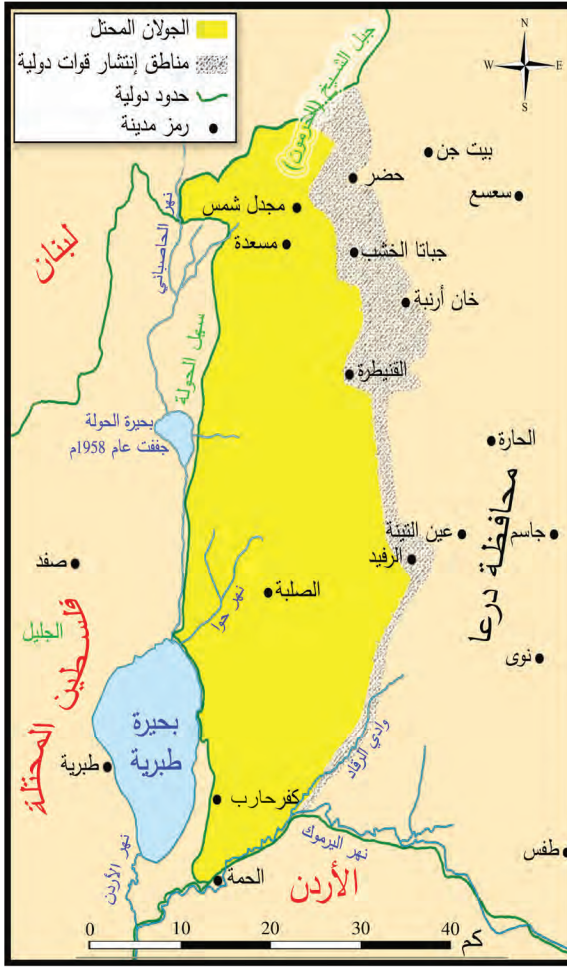 الجولان المحتل
مناطق إنتشار قوات دولية
حدود دولية
رمز مدينة
N
W
E
S
جبل الشيخ (الحرموت)
بيت جن
حضر
سعسع
مجدل شمس
مسعدة
جباتا الخشب
خان أرنبة
نهر الحاصباني
لبنان
سهل الحولة
القنيطرة
بحيرة الحولة
جففت عام 1958م
الحارة
محافظة درعا
عين التينة
جاسم
الرفيد
صفد
الصلبة
نهر حوا
الجليل
فلسطين المحتلة
نوى
بحيرة
طبرية
طبرية
وادي الرقاد
كفرحارب
نهر اليرموك
طفس
نهر الأردن
الحمة
الأردن
0 10 20 30 40
كم